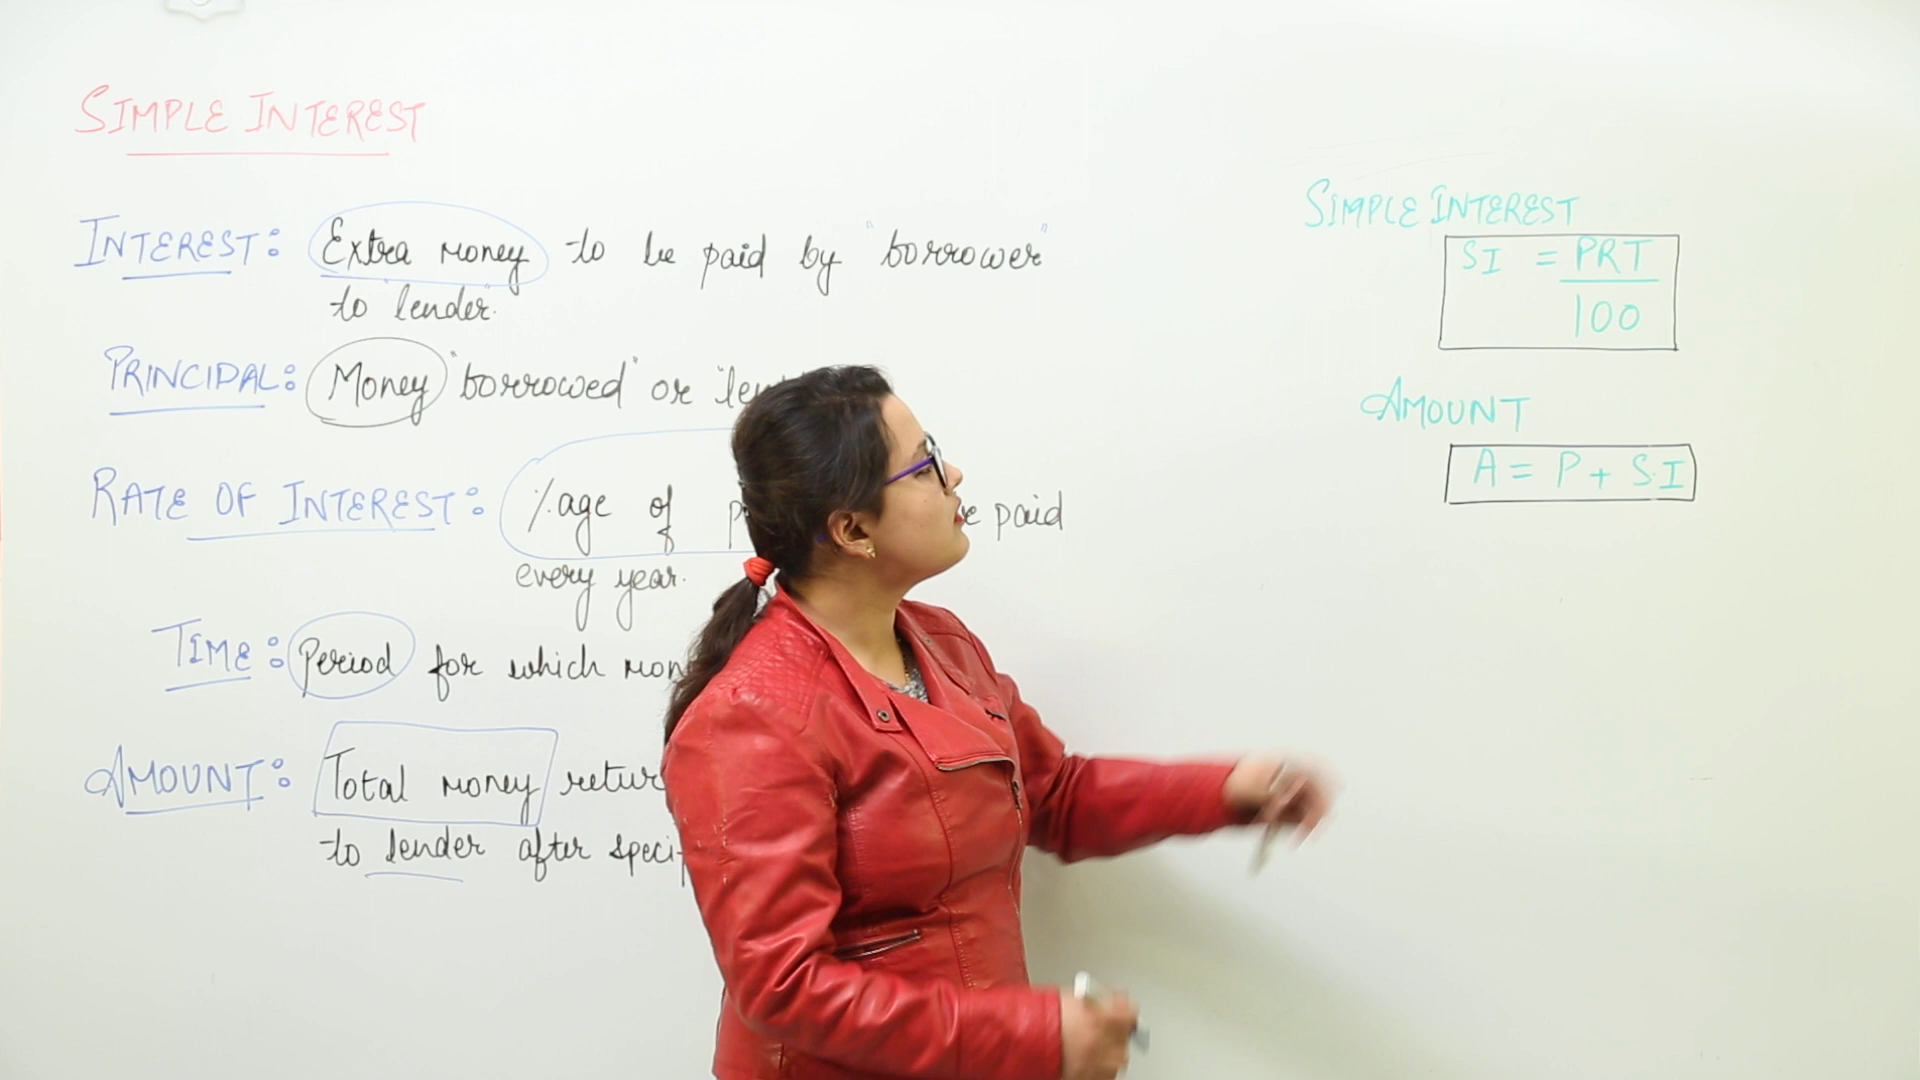 SIMPLE INTEREST
INTEREST: Extra money to be paid by "borrower"
to "lender".
PRINCIPAL: Money "borrowed" or
RATE OF INTEREST: %age of paid
every year.
TIME: Period for which
AMOUNT: Total money
to lender after
SIMPLE INTEREST
SI = PRT
100
AMOUNT
A = P + S.I